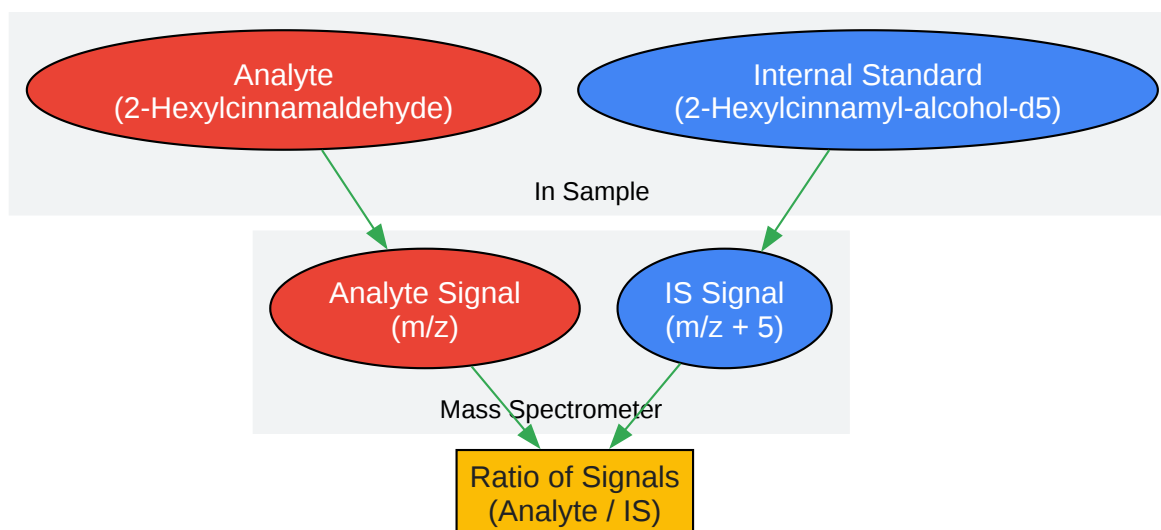 Analyte
(2-Hexylcinnamaldehyde)
Internal Standard
(2-Hexylcinnamyl-alcohol-d5)
In Sample
Analyte Signal
(m/z)
IS Signal
(m/z + 5)
Mass Spectrometer
Ratio of Signals
(Analyte / IS)